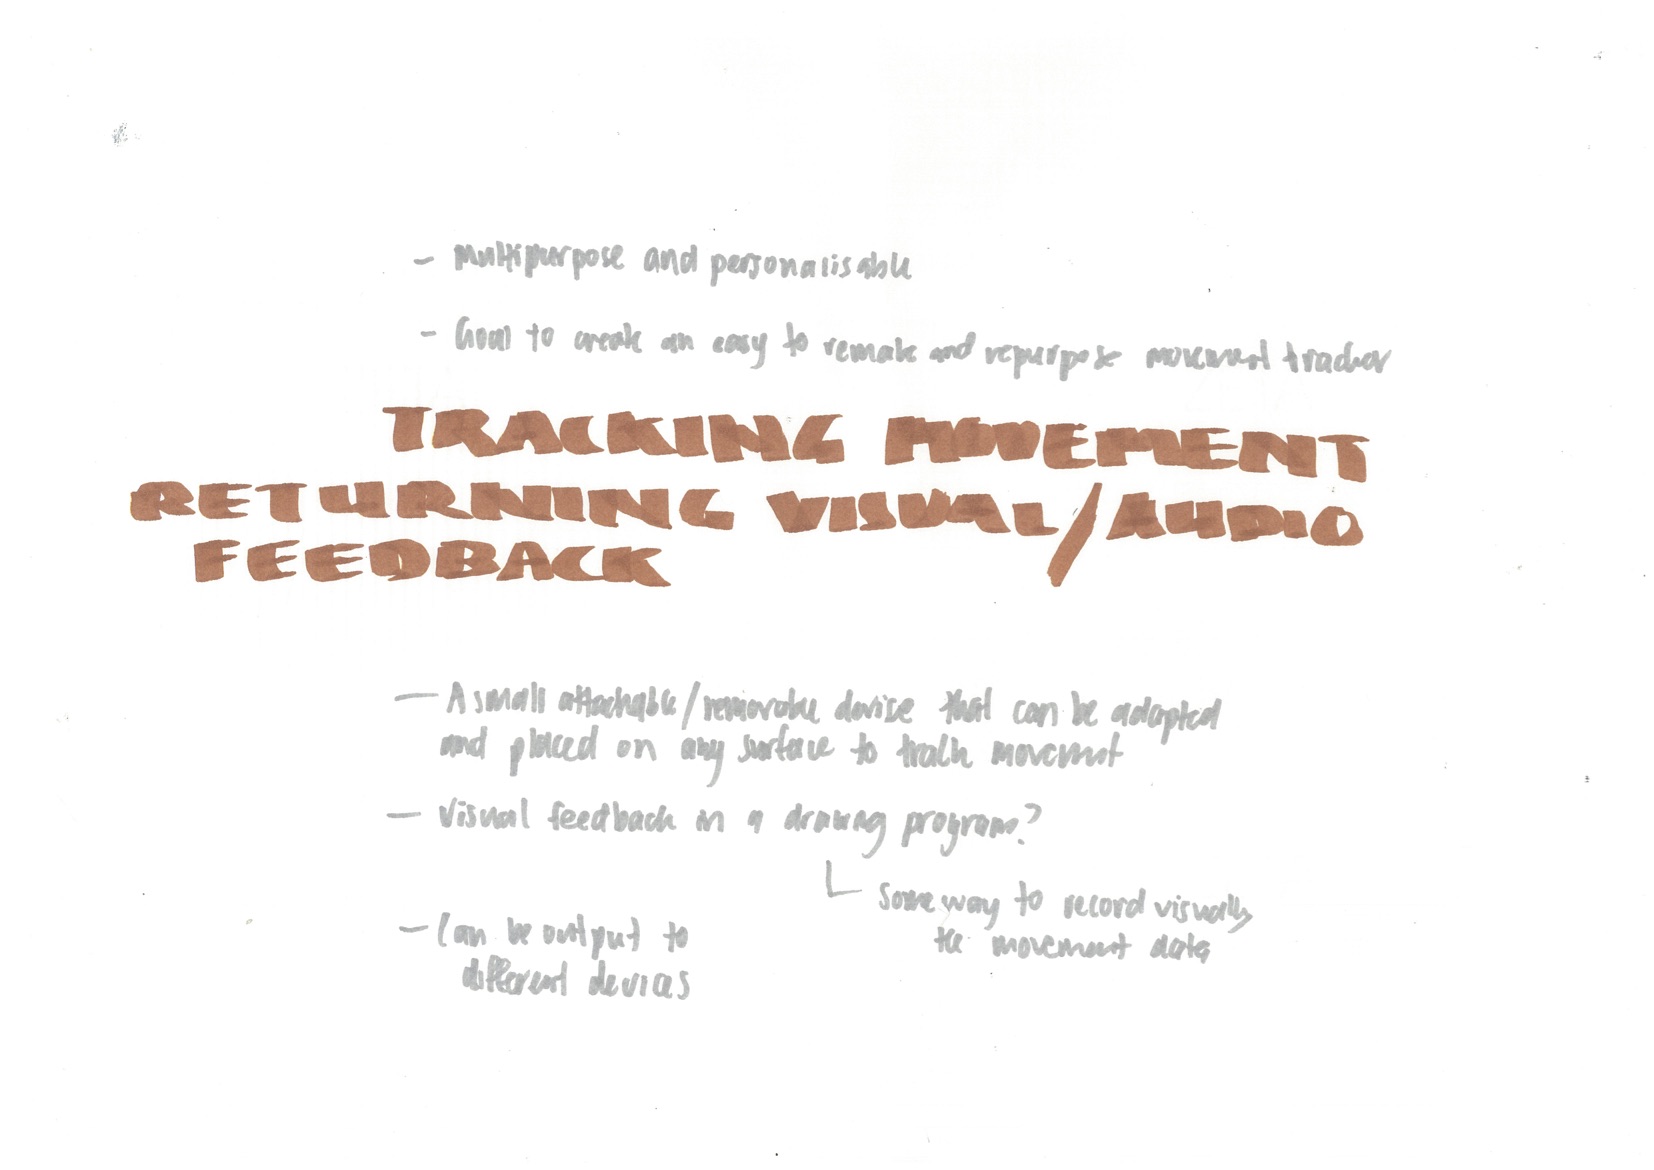 - Multipurpose and personalisable
- Goal to create an easy to remake and repurpose movement tracker
TRACKING MOVEMENT
RETURNING VISUAL/AUDIO
FEEDBACK
- A small attachable/removable device that can be adapted
and placed on any surface to track movement
- Visual feedback in a drawing program?
Some way to record visually
the movement data
- Can be output to
different devices